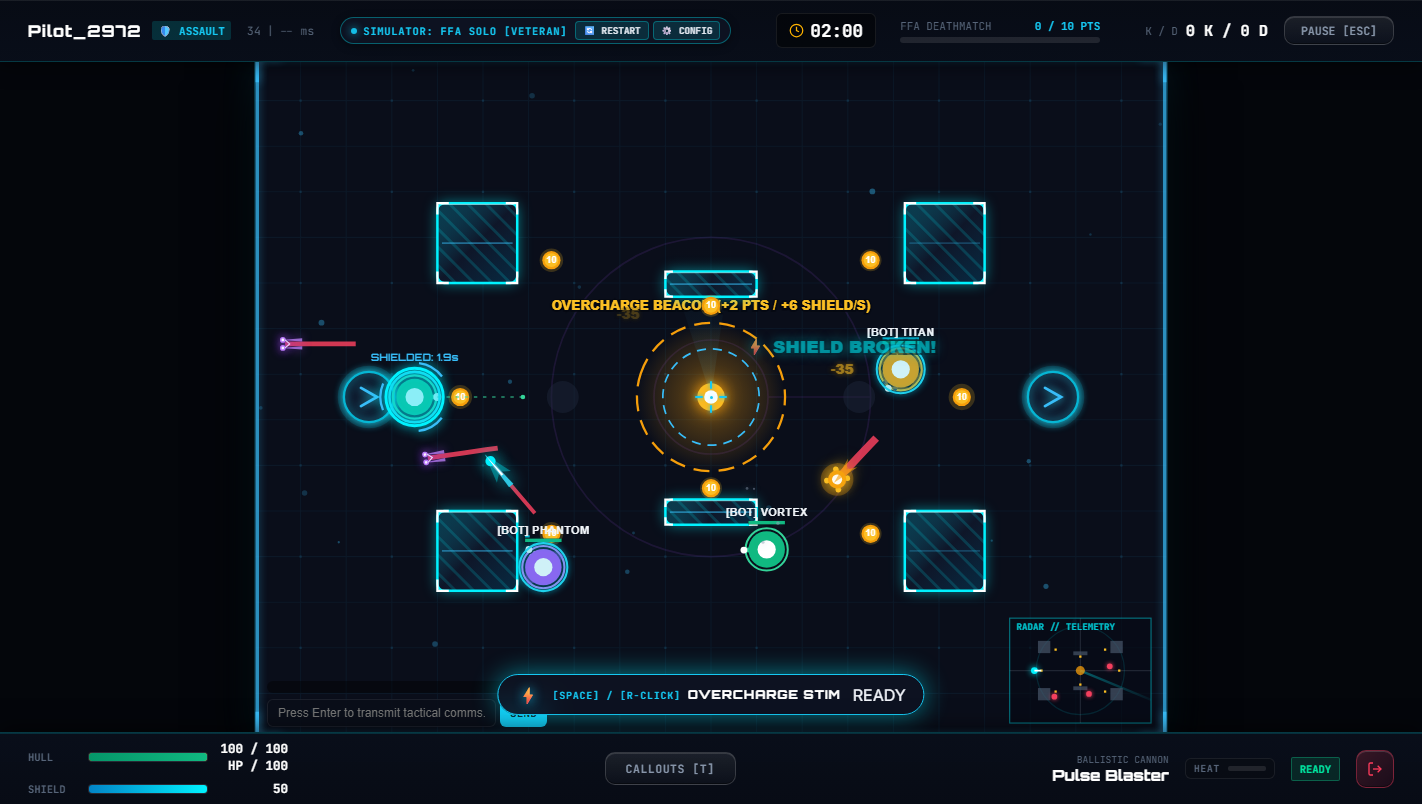 Pilot_2972
ASSAULT
34 | -- ms
SIMULATOR: FFA SOLO [VETERAN]
RESTART
CONFIG
02:00
FFA DEATHMATCH
0 / 10 PTS
K / D
0 K / 0 D
PAUSE [ESC]
10
10
OVERCHARGE BEACON (+2 PTS / +6 SHIELD/S)
10
-35
[BOT] TITAN
SHIELD BROKEN!
SHIELDED: 1.9s
-35
10
10
10
[BOT] VORTEX
[BOT] PHANTOM
10
10
RADAR // TELEMETRY
[SPACE] / [R-CLICK] OVERCHARGE STIM READY
Press Enter to transmit tactical comms.
HULL
100 / 100
HP / 100
SHIELD
50
CALLOUTS [T]
BALLISTIC CANNON
Pulse Blaster
HEAT
READY